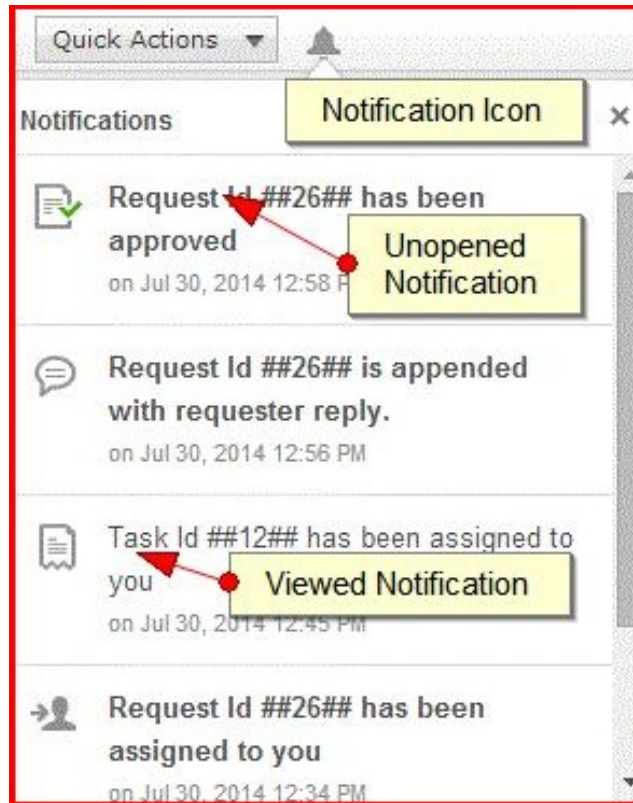 Quick Actions
Notification Icon
Notifications
Request Id ##26## has been
approved
on Jul 30, 2014 12:58 P
Unopened
Notification
Request Id ##26## is appended
with requester reply.
on Jul 30, 2014 12:56 PM
Task Id ##12## has been assigned to
you
Viewed Notification
on Jul 30, 2014 12:45 PM
Request Id ##26## has been
assigned to you
on Jul 30, 2014 12:34 PM